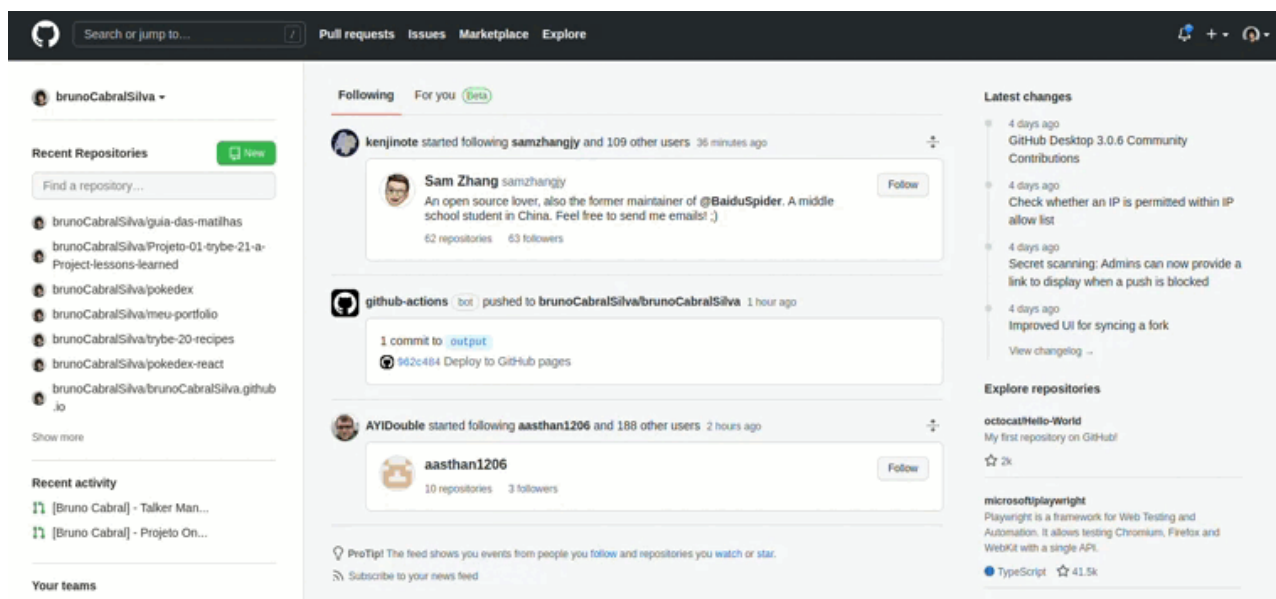 Search or jump to... /
Pull requests Issues Marketplace Explore
brunoCabralSilva
Recent Repositories New
Find a repository...
brunoCabralSilva/guia-das-matilhas
brunoCabralSilva/Projeto-01-trybe-21-a-
Project-lessons-learned
brunoCabralSilva/pokedex
brunoCabralSilva/meu-portfolio
brunoCabralSilva/trybe-20-recipes
brunoCabralSilva/pokedex-react
brunoCabralSilva/brunoCabralSilva.github
.io
Show more
Recent activity
[Bruno Cabral] - Talker Man...
[Bruno Cabral] - Projeto On...
Your teams
Following For you Beta
kenjinote started following samzhangjy and 109 other users 36 minutes ago
Sam Zhang samzhangjy
Follow
An open source lover, also the former maintainer of @BaiduSpider. A middle
school student in China. Feel free to send me emails! ;)
62 repositories 63 followers
github-actions bot pushed to brunoCabralSilva/brunoCabralSilva 1 hour ago
1 commit to output
962c484 Deploy to GitHub pages
AYIDouble started following aasthan1206 and 188 other users 2 hours ago
aasthan1206
Follow
10 repositories 3 followers
ProTip! The feed shows you events from people you follow and repositories you watch or star.
Subscribe to your news feed
Latest changes
4 days ago
GitHub Desktop 3.0.6 Community
Contributions
4 days ago
Check whether an IP is permitted within IP
allow list
4 days ago
Secret scanning: Admins can now provide a
link to display when a push is blocked
4 days ago
Improved UI for syncing a fork
View changelog →
Explore repositories
octocat/Hello-World
My first repository on GitHub!
2k
microsoft/playwright
Playwright is a framework for Web Testing and
Automation. It allows testing Chromium, Firefox and
WebKit with a single API.
TypeScript 41.5k